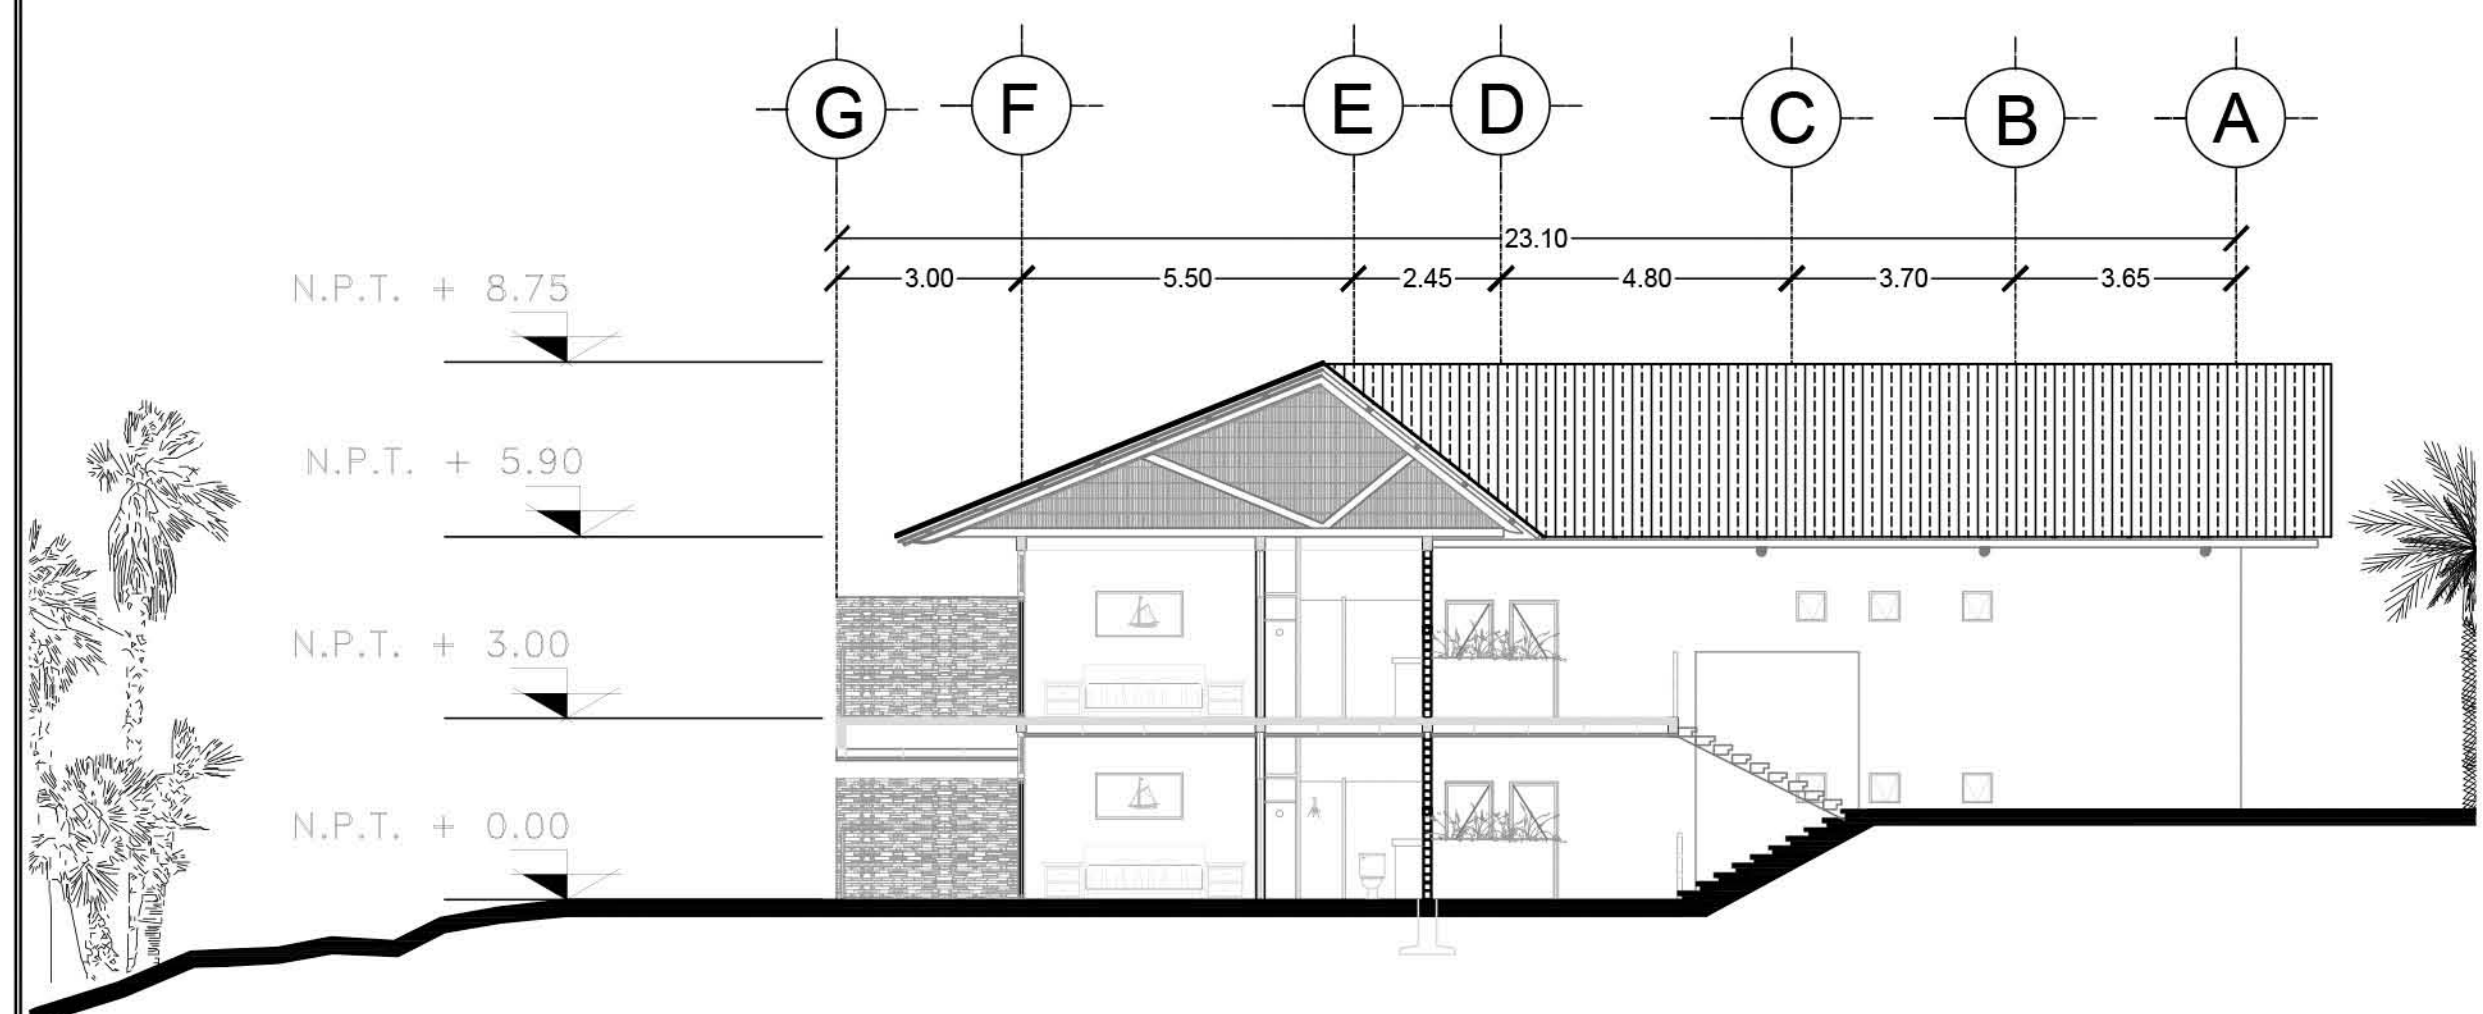 G F E D C B A
23.10
3.00 5.50 2.45 4.80 3.70 3.65
N.P.T. + 8.75
N.P.T. + 5.90
N.P.T. + 3.00
N.P.T. + 0.00